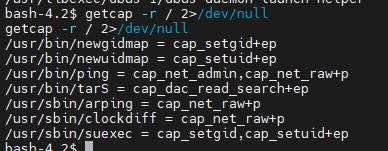 bash-4.2$ getcap -r / 2>/dev/null
getcap -r / 2>/dev/null
/usr/bin/newgidmap = cap_setgid+ep
/usr/bin/newuidmap = cap_setuid+ep
/usr/bin/ping = cap_net_admin,cap_net_raw+p
/usr/bin/tarS = cap_dac_read_search+ep
/usr/sbin/arping = cap_net_raw+p
/usr/sbin/clockdiff = cap_net_raw+p
/usr/sbin/suexec = cap_setgid,cap_setuid+ep
bash-4.2$